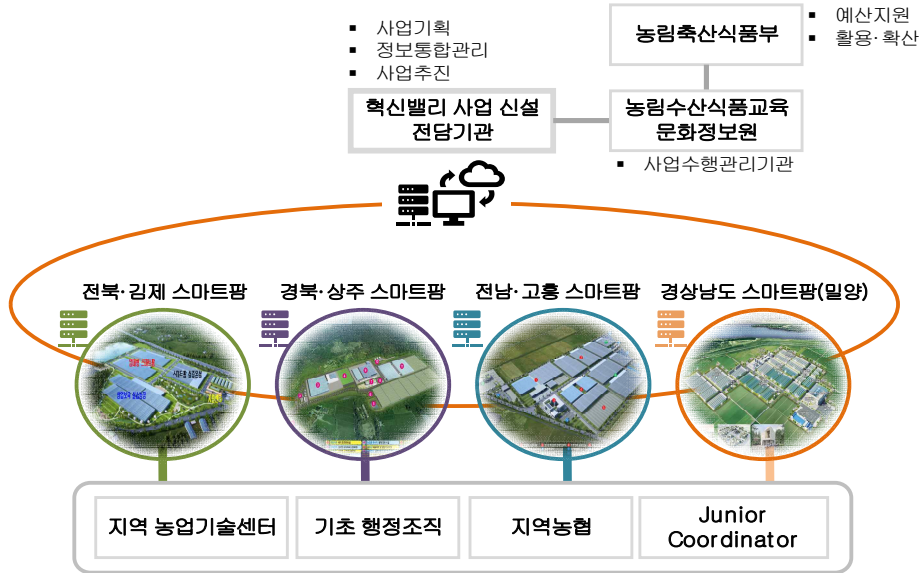 ▪ 사업기획
▪ 정보통합관리
▪ 사업추진
농림축산식품부
▪ 예산지원
▪ 활용·확산
혁신밸리 사업 신설
전담기관
농림수산식품교육
문화정보원
▪ 사업수행관리기관
전북·김제 스마트팜
경북·상주 스마트팜
전남·고흥 스마트팜
경상남도 스마트팜(밀양)
지역 농업기술센터
기초 행정조직
지역농협
Junior
Coordinator